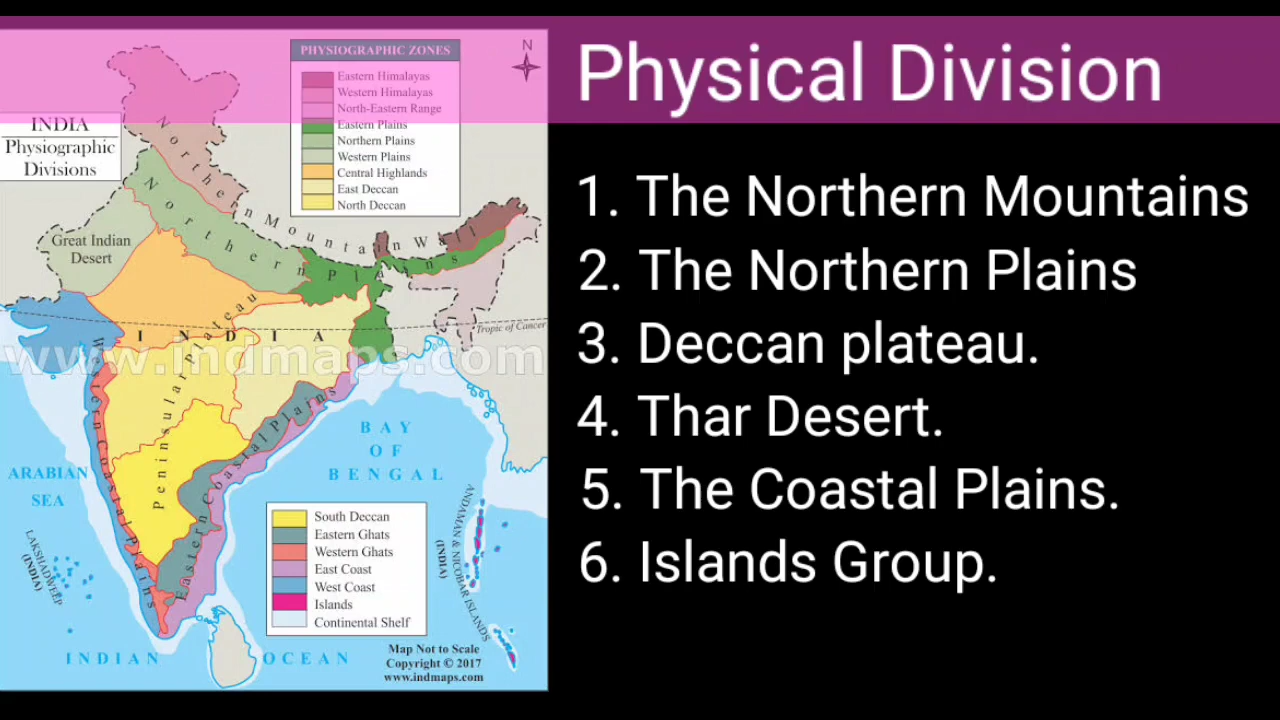 Physical Division
1. The Northern Mountains
2. The Northern Plains
3. Deccan plateau.
4. Thar Desert.
5. The Coastal Plains.
6. Islands Group.
INDIA
Physiographic
Divisions
PHYSIOGRAPHIC ZONES
Eastern Himalayas
Western Himalayas
North-Eastern Range
Eastern Plains
Northern Plains
Western Plains
Central Highlands
East Deccan
North Deccan
N
Northern Mountain Wall
Northern Plains
Great Indian
Desert
INDIA
Tropic of Cancer
www.indmaps.com
Peninsular Plateau
Western Coastal Plains
Eastern Coastal Plains
ARABIAN
SEA
BAY
OF
BENGAL
LAKSHADWEEP
(INDIA)
ANDAMAN & NICOBAR ISLANDS
(INDIA)
South Deccan
Eastern Ghats
Western Ghats
East Coast
West Coast
Islands
Continental Shelf
INDIAN OCEAN
Map Not to Scale
Copyright © 2017
www.indmaps.com